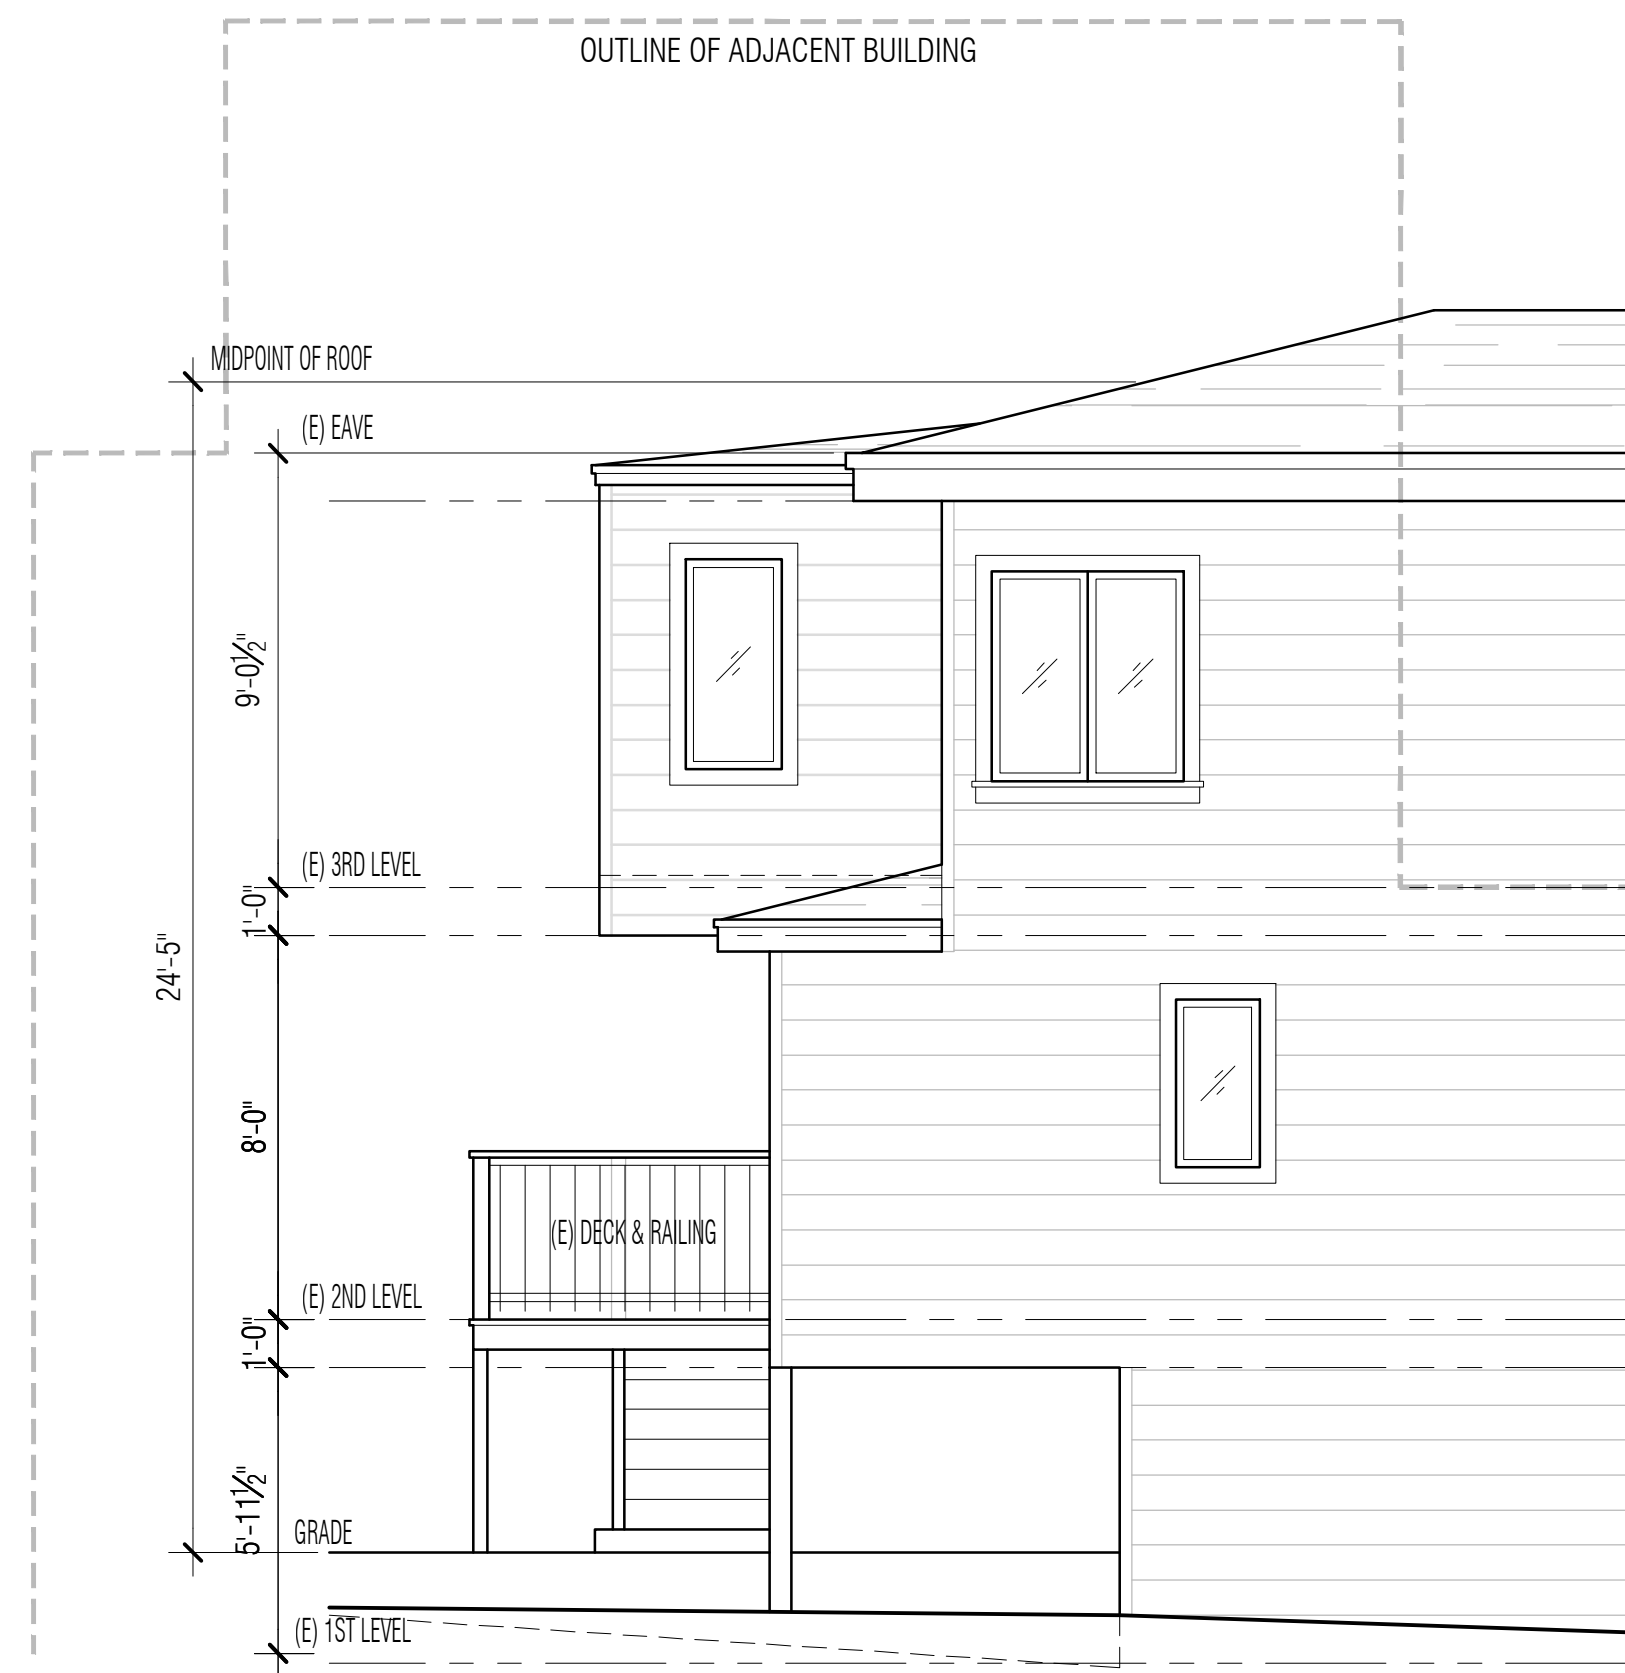 OUTLINE OF ADJACENT BUILDING
MIDPOINT OF ROOF
(E) EAVE
9'-0½"
(E) 3RD LEVEL
1'-0"
24'-5"
8'-0"
(E) DECK & RAILING
(E) 2ND LEVEL
1'-0"
5'-11½"
GRADE
(E) 1ST LEVEL